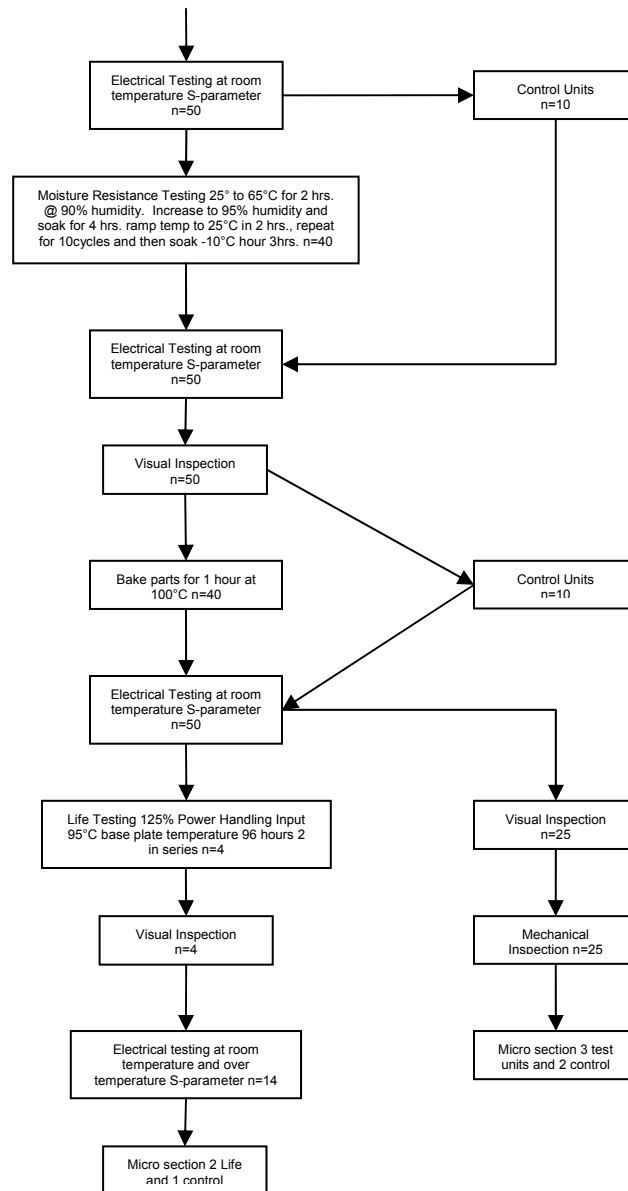 Electrical Testing at room
temperature S-parameter
n=50
Control Units
n=10
Moisture Resistance Testing 25° to 65°C for 2 hrs.
@ 90% humidity. Increase to 95% humidity and
soak for 4 hrs. ramp temp to 25°C in 2 hrs., repeat
for 10cycles and then soak -10°C hour 3hrs. n=40
Electrical Testing at room
temperature S-parameter
n=50
Visual Inspection
n=50
Bake parts for 1 hour at
100°C n=40
Control Units
n=10
Electrical Testing at room
temperature S-parameter
n=50
Life Testing 125% Power Handling Input
95°C base plate temperature 96 hours 2
in series n=4
Visual Inspection
n=25
Visual Inspection
n=4
Mechanical
Inspection n=25
Electrical testing at room
temperature and over
temperature S-parameter n=14
Micro section 3 test
units and 2 control
Micro section 2 Life
and 1 control